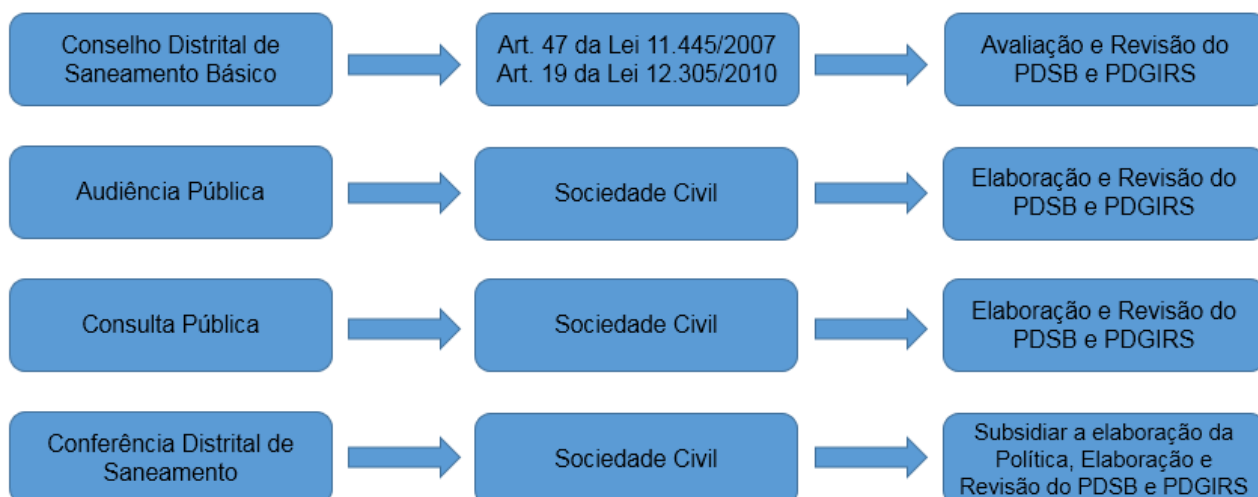 Conselho Distrital de
Saneamento Básico
Art. 47 da Lei 11.445/2007
Art. 19 da Lei 12.305/2010
Avaliação e Revisão do
PDSB e PDGIRS
Audiência Pública
Sociedade Civil
Elaboração e Revisão do
PDSB e PDGIRS
Consulta Pública
Sociedade Civil
Elaboração e Revisão do
PDSB e PDGIRS
Conferência Distrital de
Saneamento
Sociedade Civil
Subsidiar a elaboração da
Política, Elaboração e
Revisão do PDSB e PDGIRS